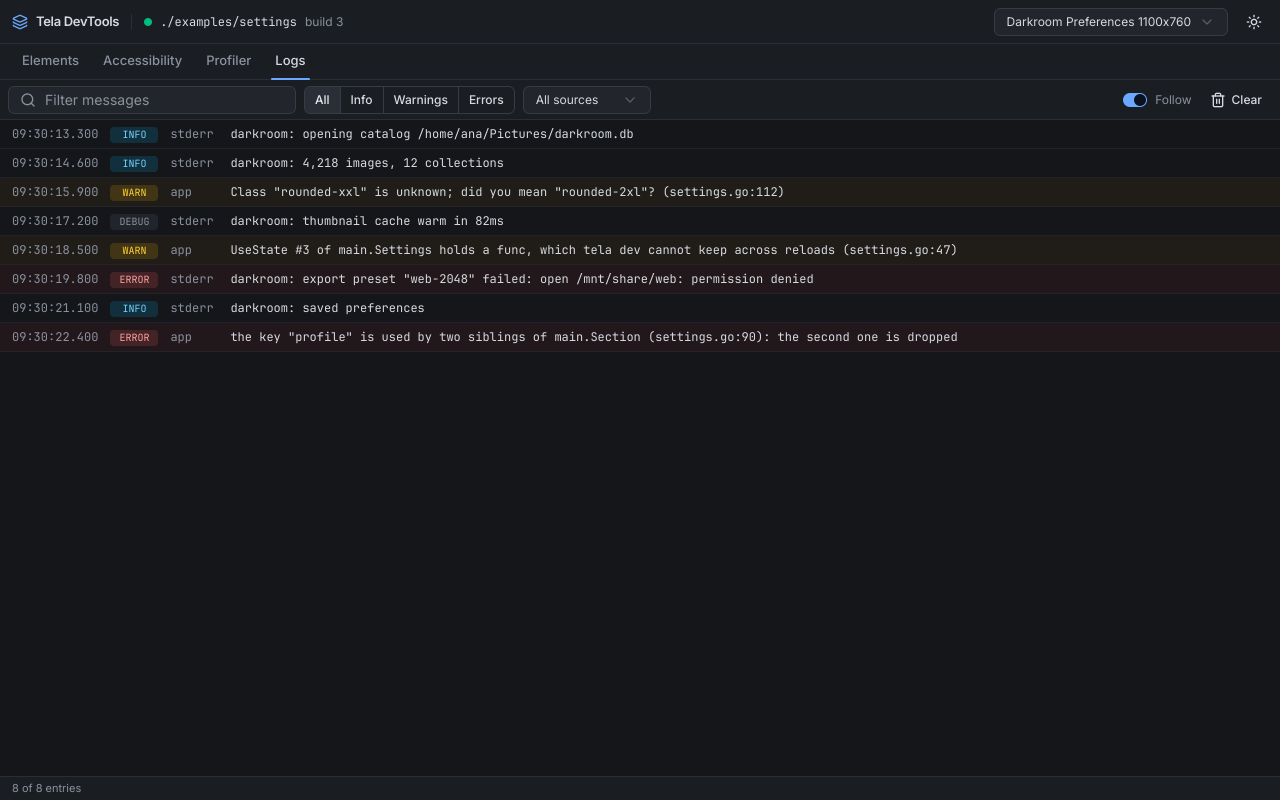 Tela DevTools ./examples/settings build 3 Darkroom Preferences 1100x760
Elements Accessibility Profiler Logs
Filter messages All Info Warnings Errors All sources Follow Clear
09:30:13.300 INFO stderr darkroom: opening catalog /home/ana/Pictures/darkroom.db
09:30:14.600 INFO stderr darkroom: 4,218 images, 12 collections
09:30:15.900 WARN app Class "rounded-xxl" is unknown; did you mean "rounded-2xl"? (settings.go:112)
09:30:17.200 DEBUG stderr darkroom: thumbnail cache warm in 82ms
09:30:18.500 WARN app UseState #3 of main.Settings holds a func, which tela dev cannot keep across reloads (settings.go:47)
09:30:19.800 ERROR stderr darkroom: export preset "web-2048" failed: open /mnt/share/web: permission denied
09:30:21.100 INFO stderr darkroom: saved preferences
09:30:22.400 ERROR app the key "profile" is used by two siblings of main.Section (settings.go:90): the second one is dropped
8 of 8 entries